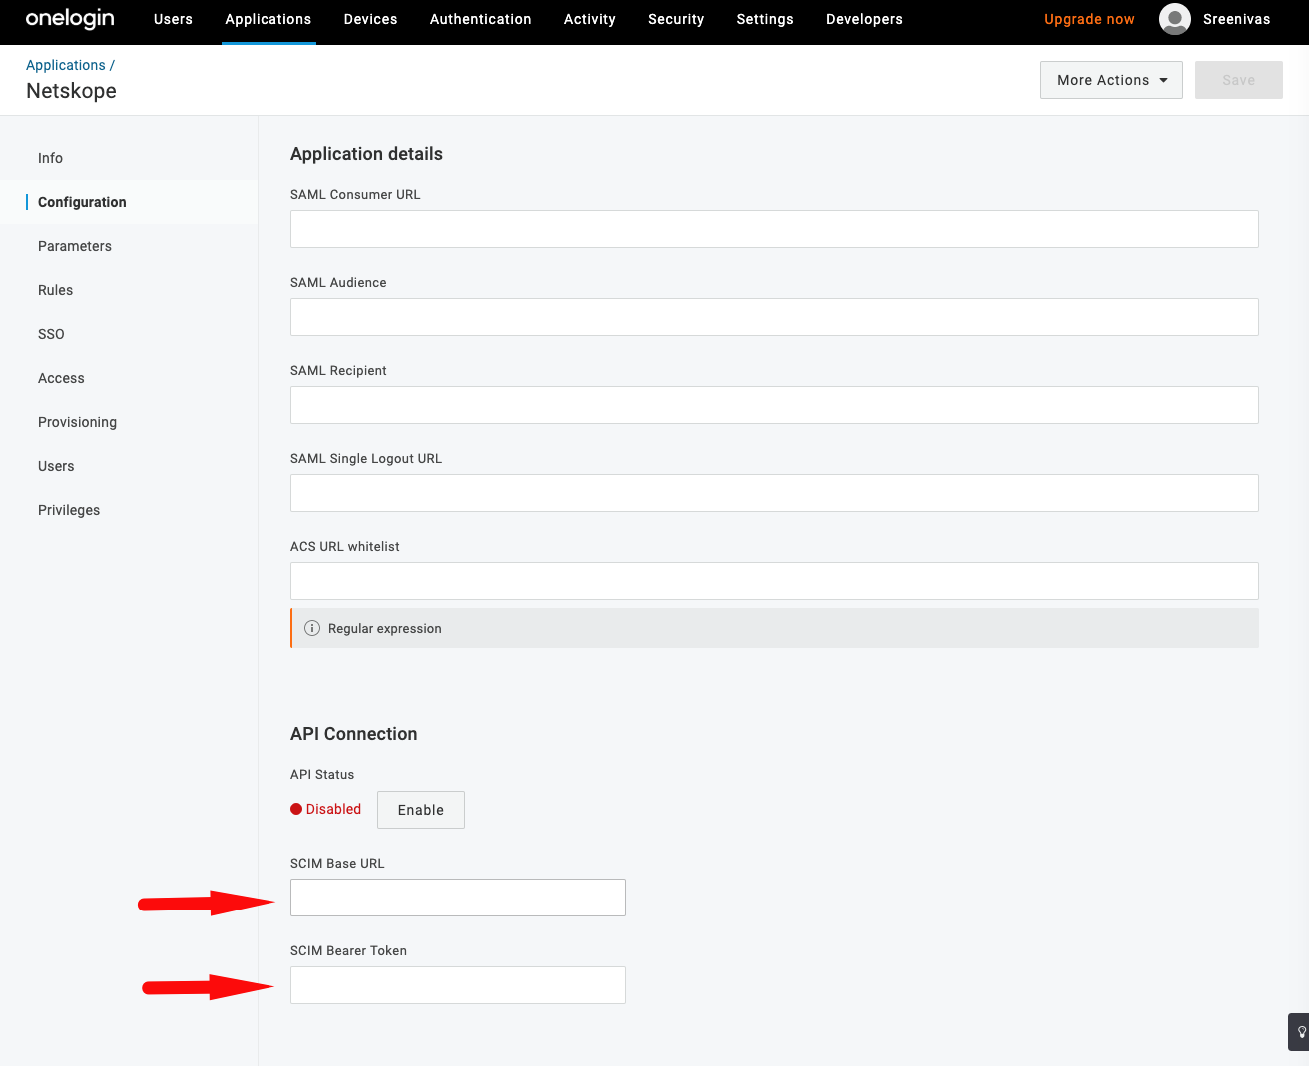 onelogin Users Applications Devices Authentication Activity Security Settings Developers Upgrade now Sreenivas
Applications /
Netskope
More Actions Save
Info
Configuration
Parameters
Rules
SSO
Access
Provisioning
Users
Privileges
Application details
SAML Consumer URL
SAML Audience
SAML Recipient
SAML Single Logout URL
ACS URL whitelist
Regular expression
API Connection
API Status
Disabled Enable
SCIM Base URL
SCIM Bearer Token